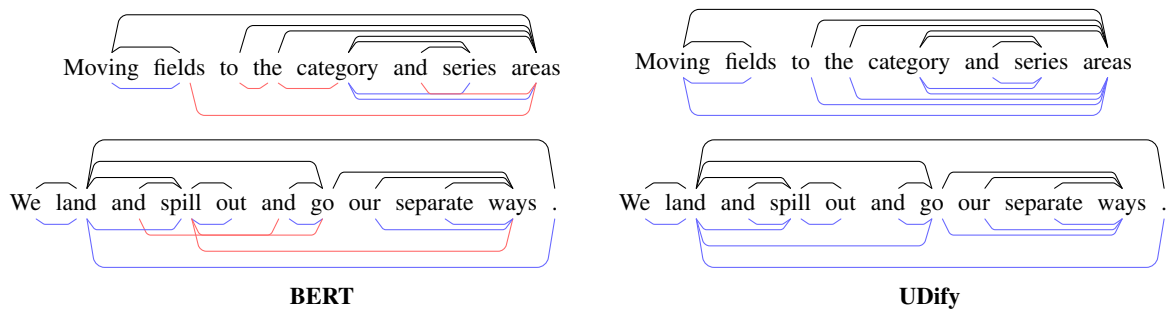 Moving fields to the category and series areas
We land and spill out and go our separate ways .
BERT
Moving fields to the category and series areas
We land and spill out and go our separate ways .
UDify